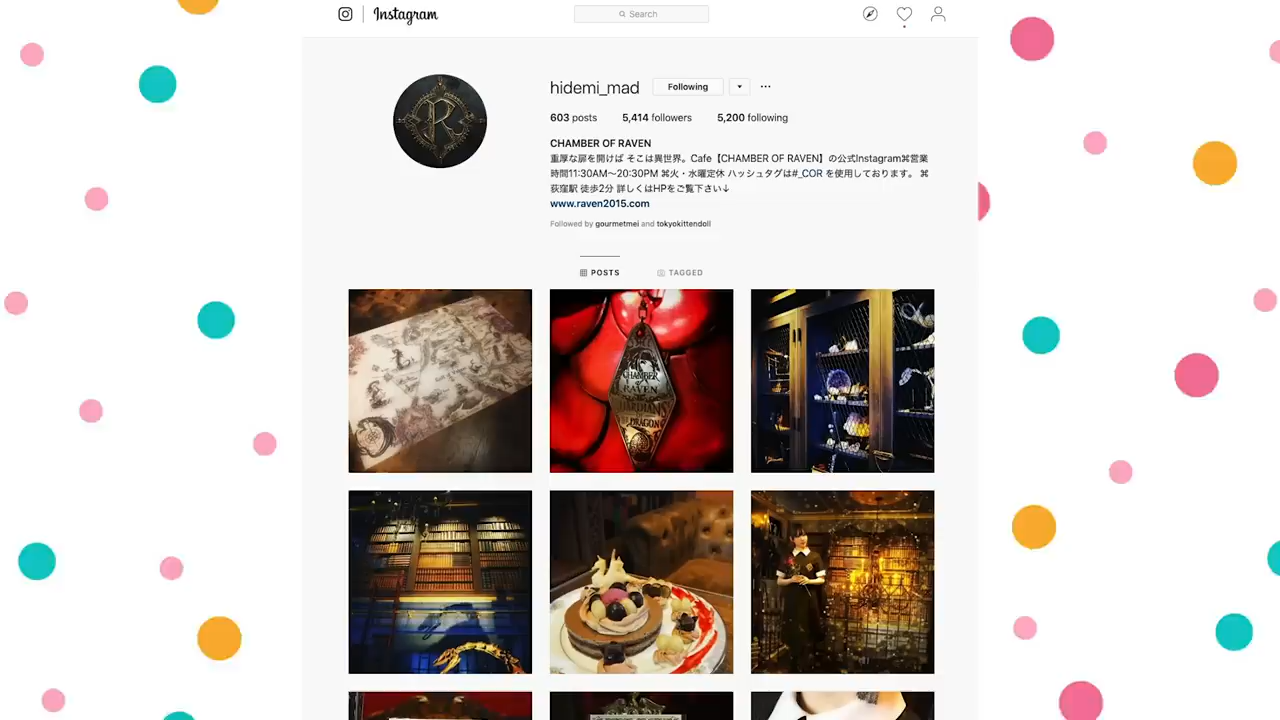 Instagram
Search
hidemi_mad Following
603 posts 5,414 followers 5,200 following
CHAMBER OF RAVEN
重厚な扉を開けば そこは異世界。Cafe【CHAMBER OF RAVEN】の公式Instagram⌘営業
時間11:30AM〜20:30PM ⌘火・水曜定休 ハッシュタグは#_COR を使用しております。 ⌘
荻窪駅 徒歩2分 詳しくはHPをご覧下さい↓
www.raven2015.com
Followed by gourmetmei and tokyokittendoll
POSTS TAGGED
CHAMBER
OF
RAVEN
GUARDIANS
DRAGON